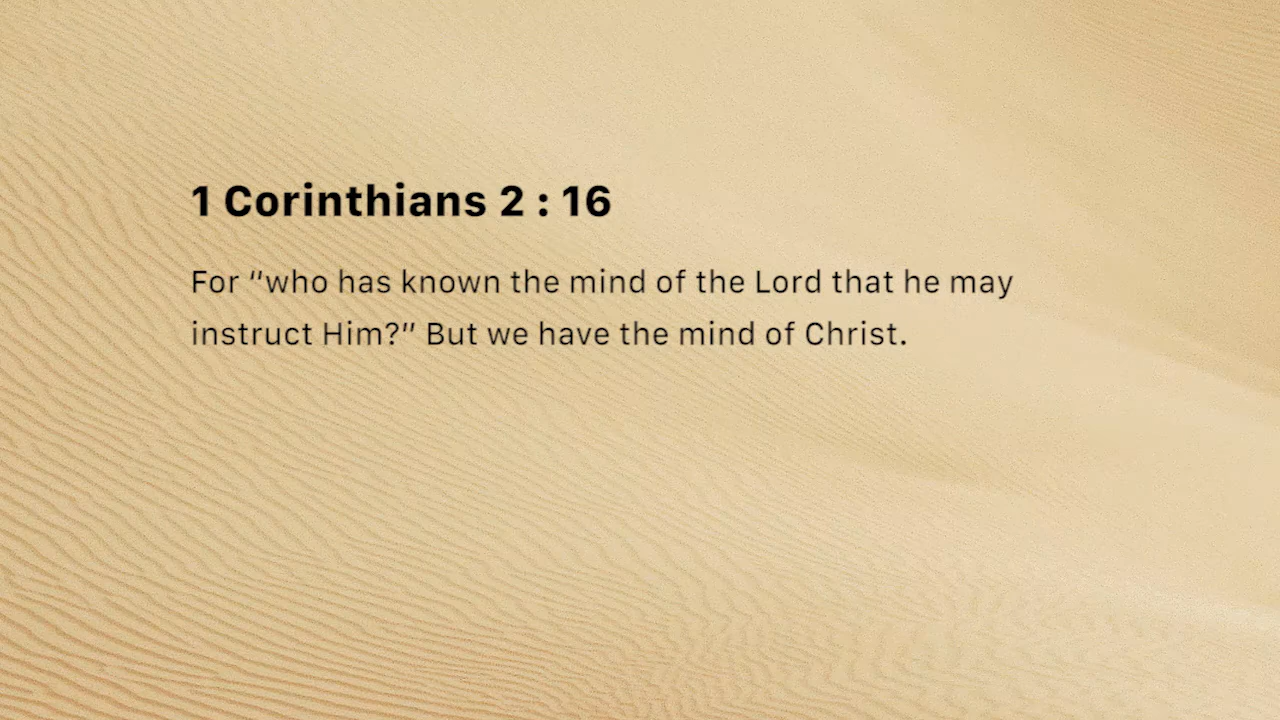 1 Corinthians 2 : 16
For “who has known the mind of the Lord that he may
instruct Him?” But we have the mind of Christ.